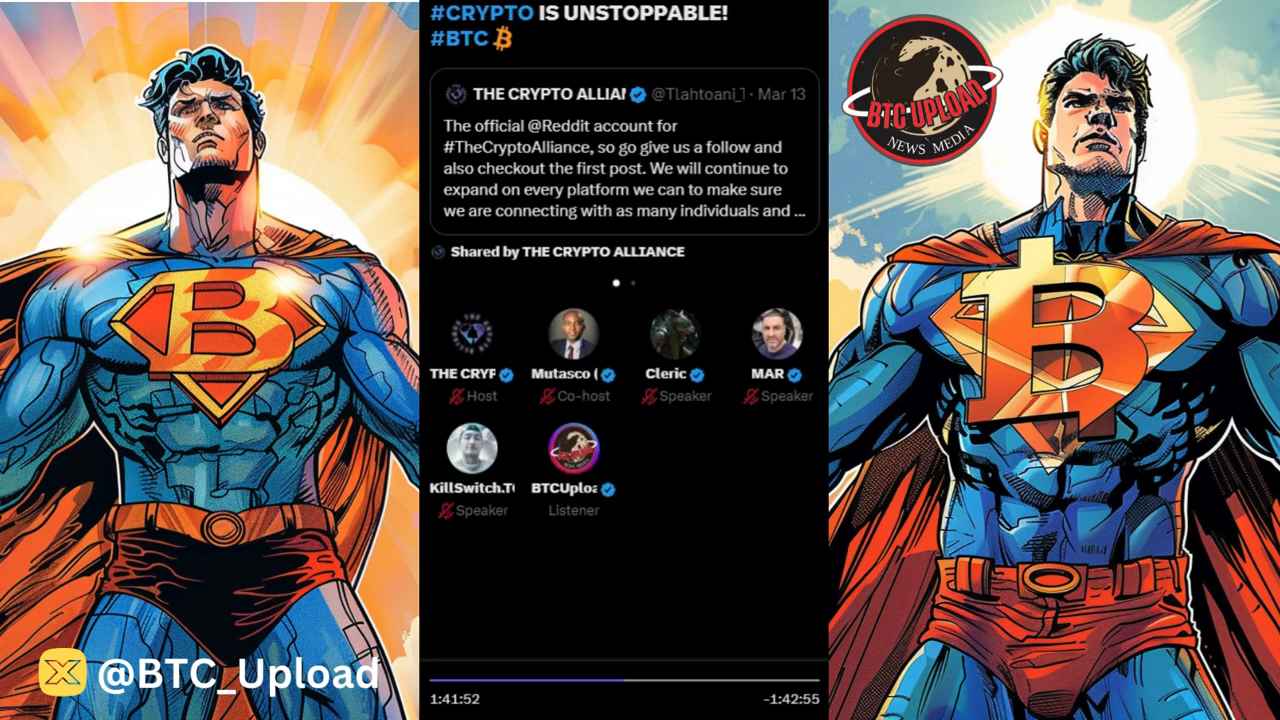 #CRYPTO IS UNSTOPPABLE!
#BTC
THE CRYPTO ALLIAI @Tlahtoani_1 · Mar 13
The official @Reddit account for
#TheCryptoAlliance, so go give us a follow and
also checkout the first post. We will continue to
expand on every platform we can to make sure
we are connecting with as many individuals and ...
Shared by THE CRYPTO ALLIANCE
THE CRYP
Host
Mutasco (
Co-host
Cleric
Speaker
MAR
Speaker
KillSwitch.T(
Speaker
BTCUploa
Listener
1:41:52
-1:42:55
BTC UPLOAD
NEWS MEDIA
@BTC_Upload